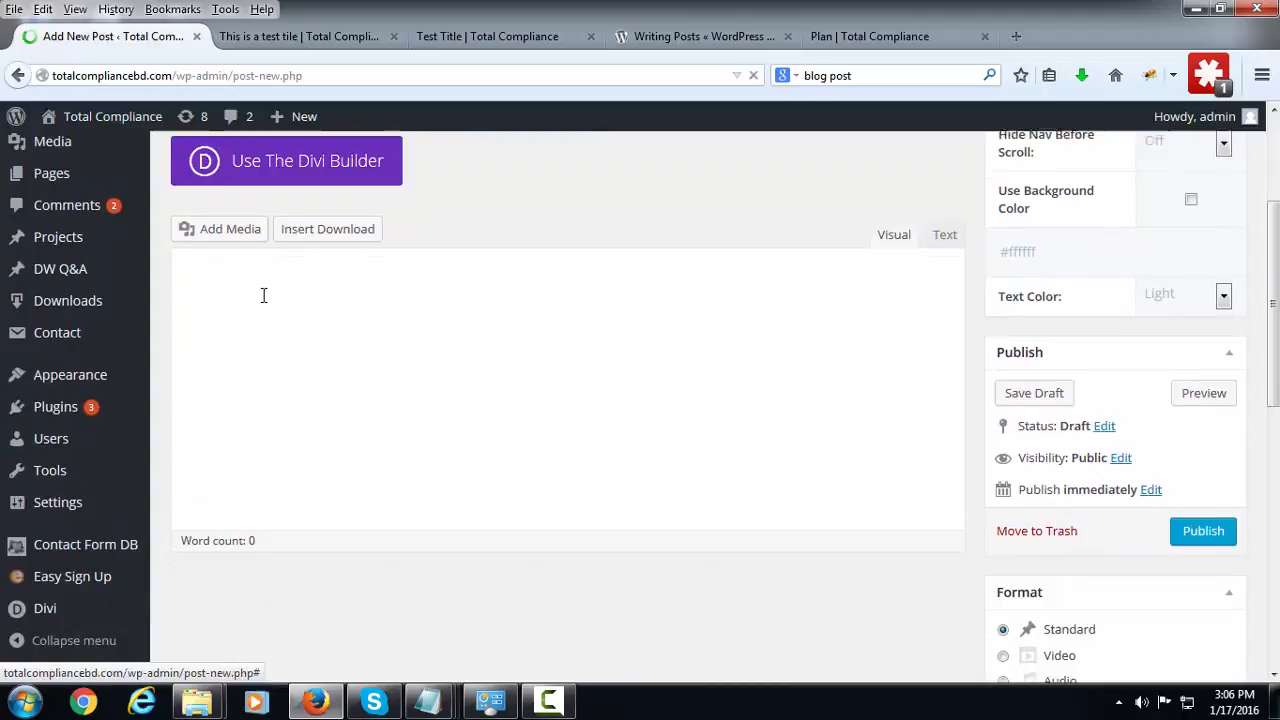 File Edit View History Bookmarks Tools Help
Add New Post ‹ Total Com... × This is a test tile | Total Compli... × Test Title | Total Compliance × Writing Posts « WordPress ... × Plan | Total Compliance ×
totalcompliancebd.com/wp-admin/post-new.php
blog post
1
Total Compliance 8 2 New Howdy, admin
Media
Pages
Comments 2
Projects
DW Q&A
Downloads
Contact
Appearance
Plugins 3
Users
Tools
Settings
Contact Form DB
Easy Sign Up
Divi
Collapse menu
D Use The Divi Builder
Add Media Insert Download
Visual Text
Word count: 0
Hide Nav Before
Scroll:
Off
Use Background
Color
#ffffff
Text Color: Light
Publish
Save Draft Preview
Status: Draft Edit
Visibility: Public Edit
Publish immediately Edit
Move to Trash Publish
Format
Standard
Video
Audio
totalcompliancebd.com/wp-admin/post-new.php#
3:06 PM
1/17/2016